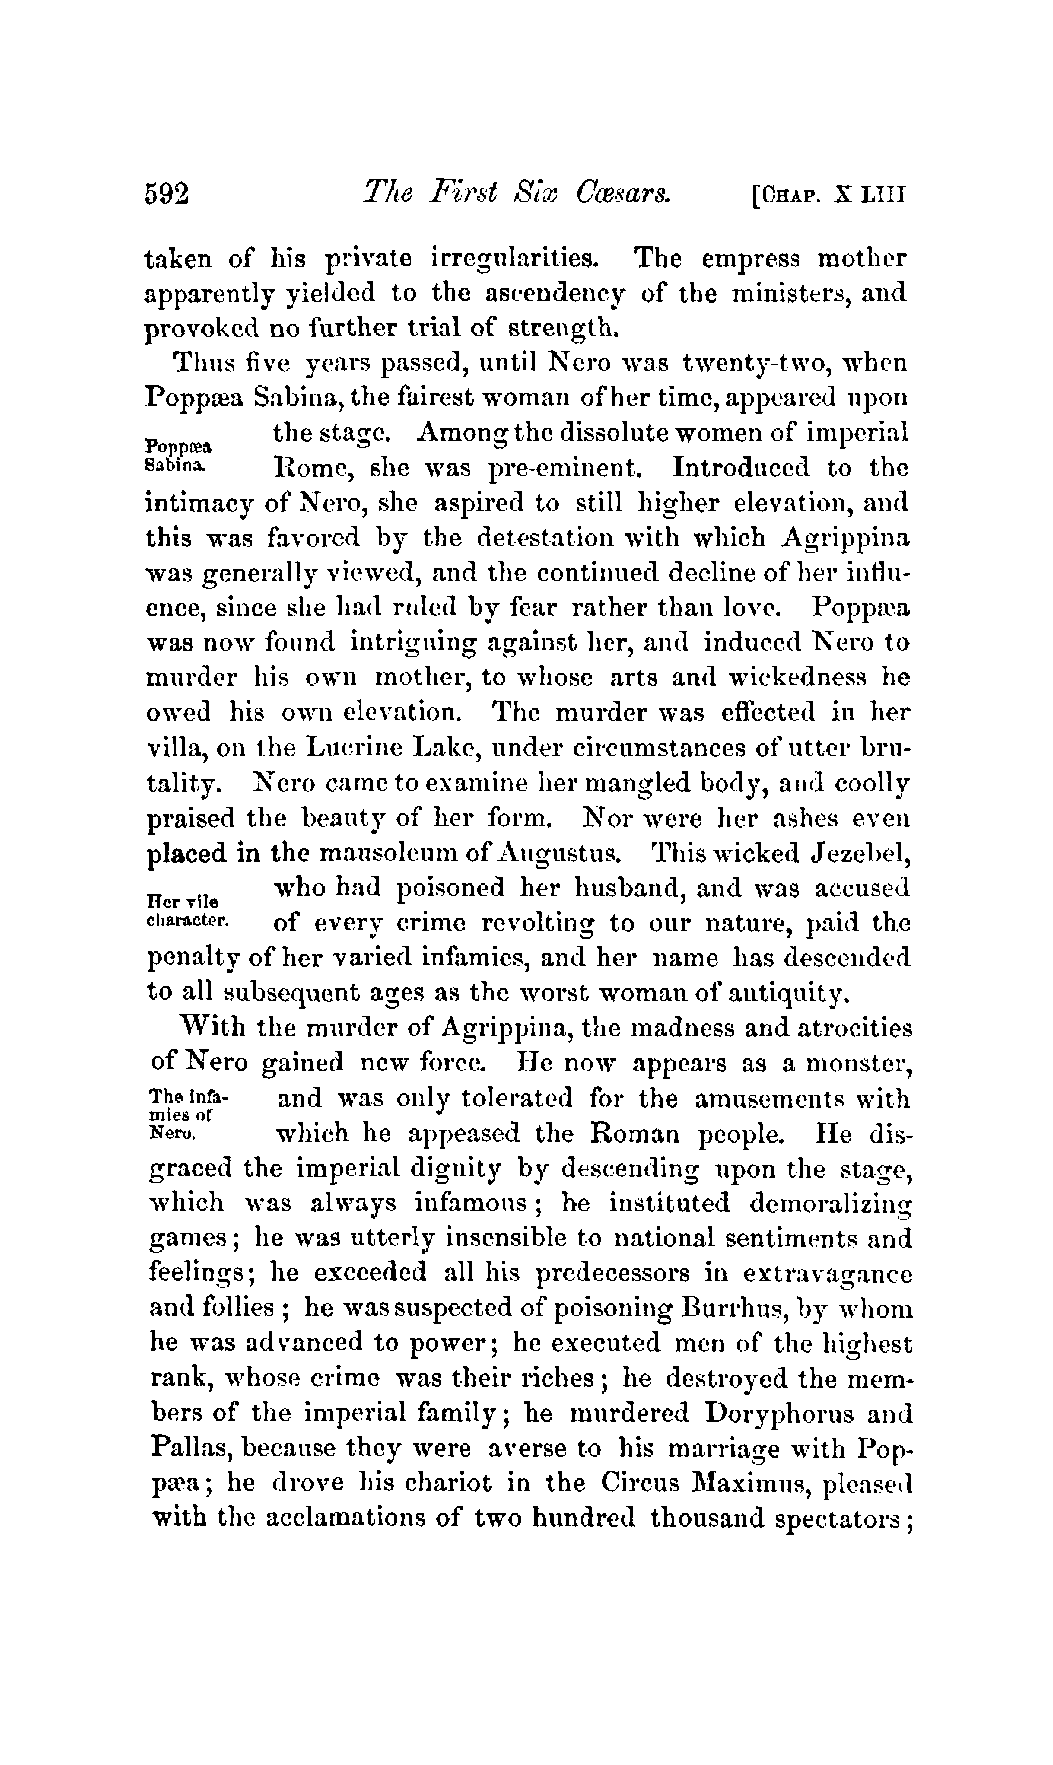 592 The First Six Cæsars. [CHAP. XLIII
taken of his private irregularities. The empress mother
apparently yielded to the ascendency of the ministers, and
provoked no further trial of strength.
Thus five years passed, until Nero was twenty-two, when
Poppæa Sabina, the fairest woman of her time, appeared upon
Poppæa
Sabina.
the stage. Among the dissolute women of imperial
Rome, she was pre-eminent. Introduced to the
intimacy of Nero, she aspired to still higher elevation, and
this was favored by the detestation with which Agrippina
was generally viewed, and the continued decline of her influ-
ence, since she had ruled by fear rather than love. Poppæa
was now found intriguing against her, and induced Nero to
murder his own mother, to whose arts and wickedness he
owed his own elevation. The murder was effected in her
villa, on the Lucrine Lake, under circumstances of utter bru-
tality. Nero came to examine her mangled body, and coolly
praised the beauty of her form. Nor were her ashes even
placed in the mausoleum of Augustus. This wicked Jezebel,
Her vile
character.
who had poisoned her husband, and was accused
of every crime revolting to our nature, paid the
penalty of her varied infamies, and her name has descended
to all subsequent ages as the worst woman of antiquity.
With the murder of Agrippina, the madness and atrocities
of Nero gained new force. He now appears as a monster,
The infa-
mies of
Nero.
and was only tolerated for the amusements with
which he appeased the Roman people. He dis-
graced the imperial dignity by descending upon the stage,
which was always infamous; he instituted demoralizing
games; he was utterly insensible to national sentiments and
feelings; he exceeded all his predecessors in extravagance
and follies; he was suspected of poisoning Burrhus, by whom
he was advanced to power; he executed men of the highest
rank, whose crime was their riches; he destroyed the mem-
bers of the imperial family; he murdered Doryphorus and
Pallas, because they were averse to his marriage with Pop-
pæa; he drove his chariot in the Circus Maximus, pleased
with the acclamations of two hundred thousand spectators;